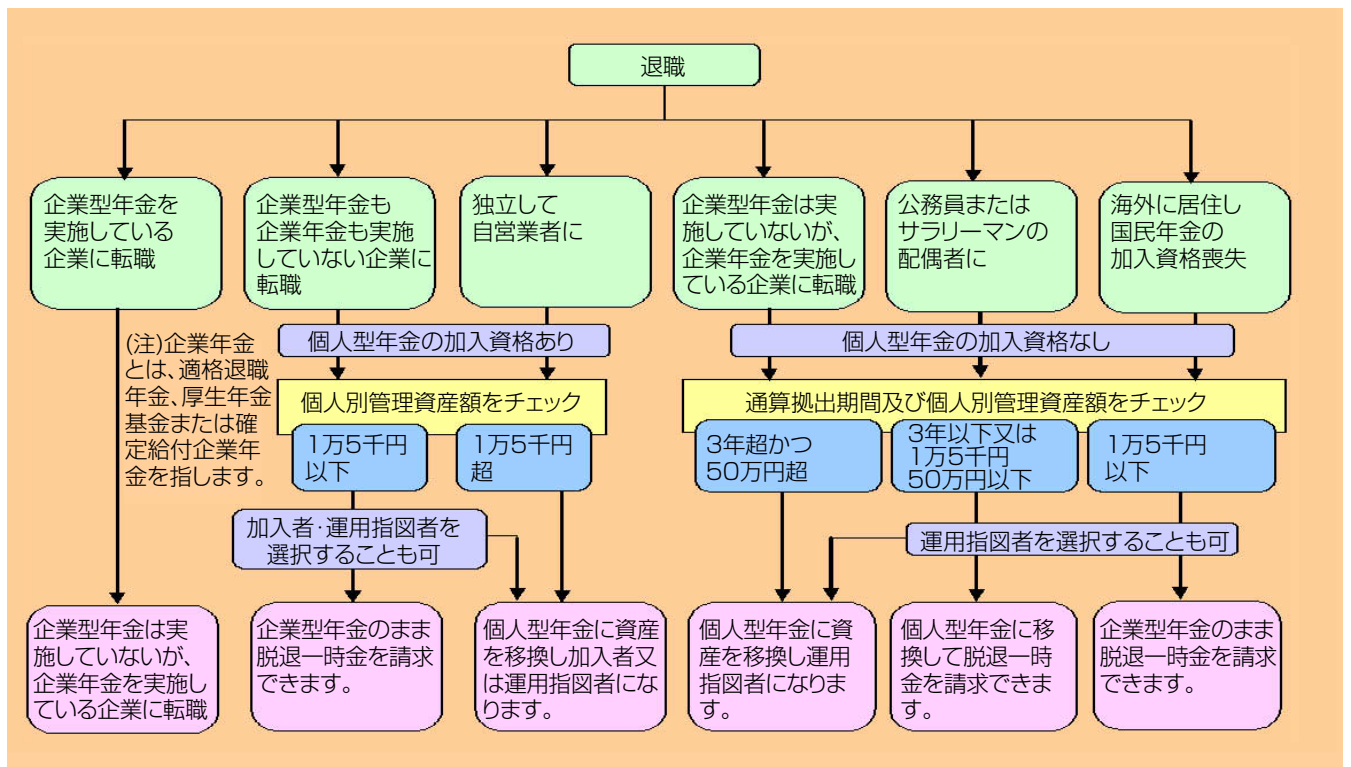 退職
企業型年金を
実施している
企業に転職
企業型年金も
企業年金も実施
していない企業に
転職
独立して
自営業者に
企業型年金は実
施していないが、
企業年金を実施し
ている企業に転職
公務員または
サラリーマンの
配偶者に
海外に居住し
国民年金の
加入資格喪失
(注)企業年金
とは、適格退職
年金、厚生年金
基金または確
定給付企業年
金を指します。
個人型年金の加入資格あり
個人型年金の加入資格なし
個人別管理資産額をチェック
通算拠出期間及び個人別管理資産額をチェック
1万5千円
以下
1万5千円
超
3年超かつ
50万円超
3年以下又は
1万5千円
50万円以下
1万5千円
以下
加入者・運用指図者を
選択することも可
運用指図者を選択することも可
企業型年金は実
施していないが、
企業年金を実施し
ている企業に転職
企業型年金のまま
脱退一時金を請求
できます。
個人型年金に資産
を移換し加入者又
は運用指図者にな
ります。
個人型年金に資
産を移換し運用
指図者になりま
す。
個人型年金に移
換して脱退一時
金を請求できま
す。
企業型年金のまま
脱退一時金を請求
できます。